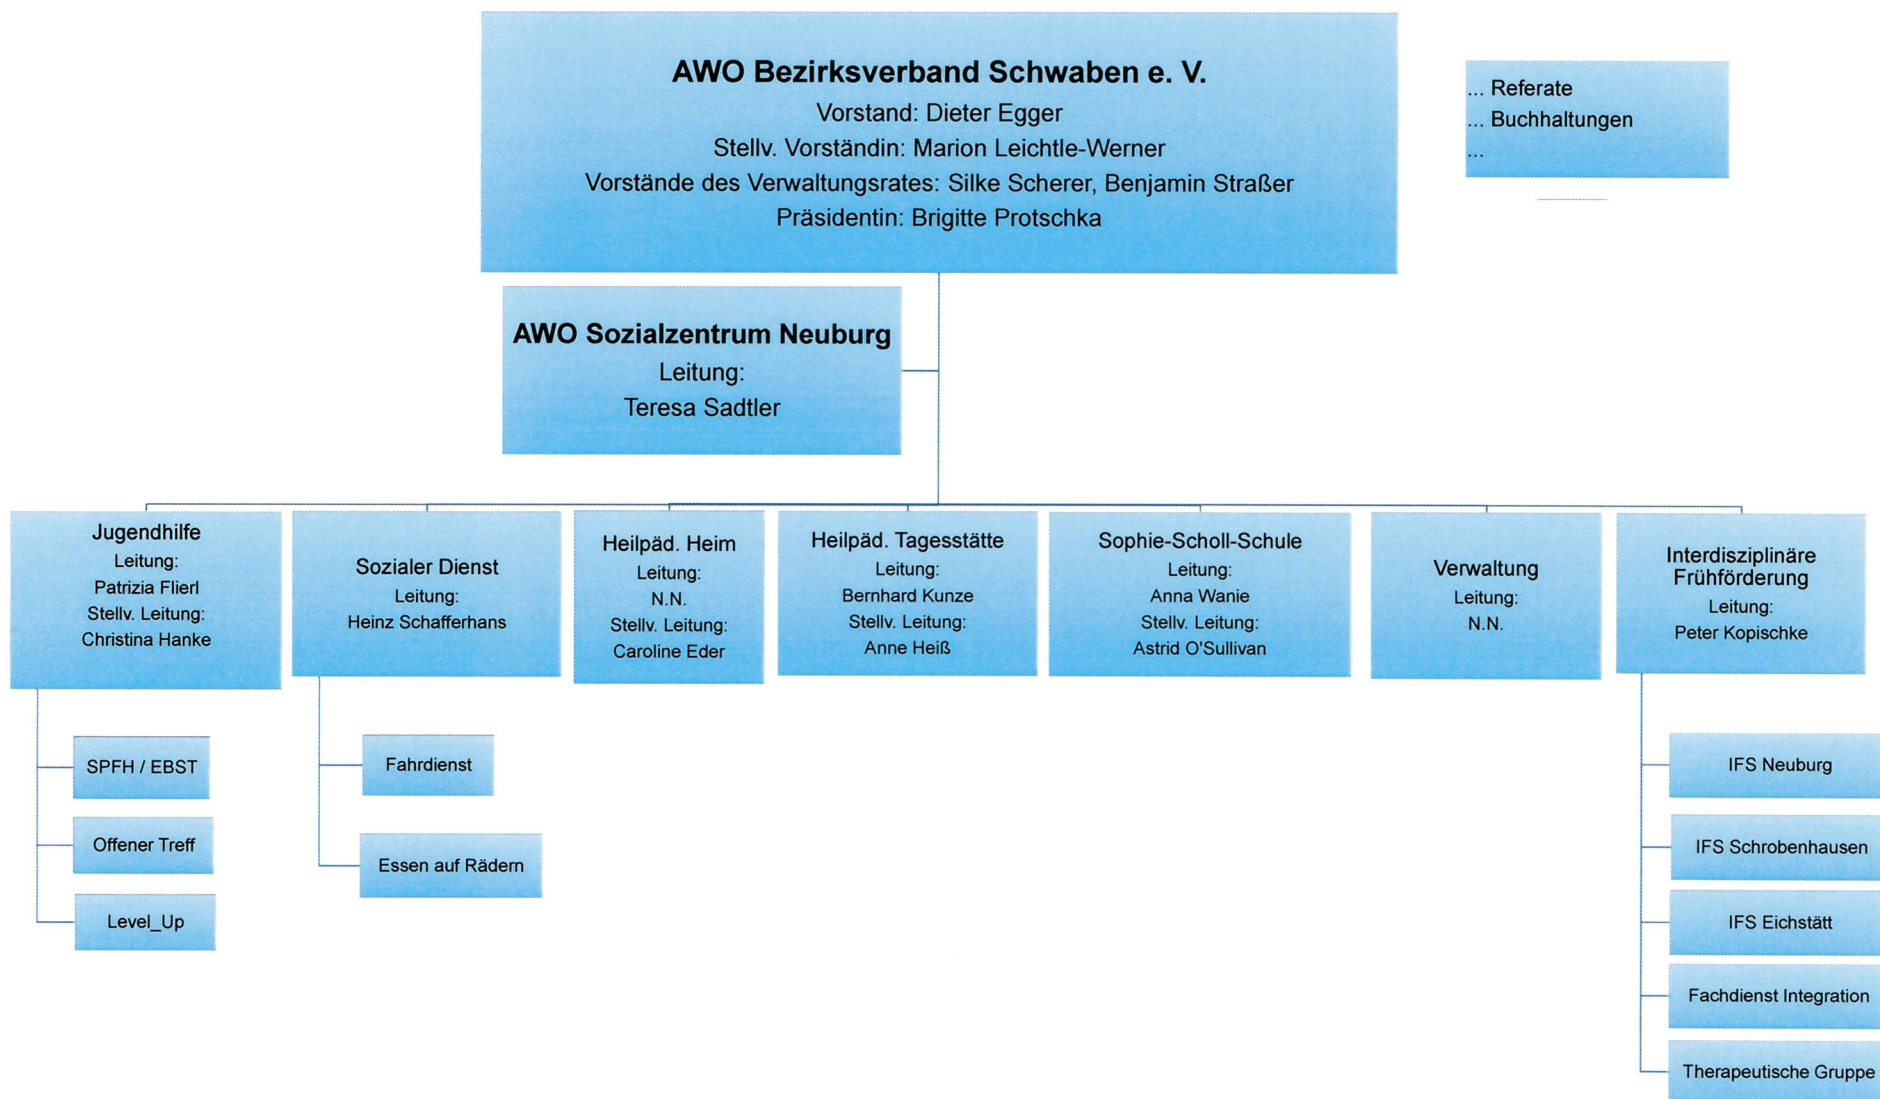 AWO Bezirksverband Schwaben e. V.
Vorstand: Dieter Egger
Stellv. Vorständin: Marion Leichtle-Werner
Vorstände des Verwaltungsrates: Silke Scherer, Benjamin Straßer
Präsidentin: Brigitte Protschka
... Referate
... Buchhaltungen
...
AWO Sozialzentrum Neuburg
Leitung:
Teresa Sadtler
Jugendhilfe
Leitung:
Patrizia Flierl
Stellv. Leitung:
Christina Hanke
Sozialer Dienst
Leitung:
Heinz Schafferhans
Heilpäd. Heim
Leitung:
N.N.
Stellv. Leitung:
Caroline Eder
Heilpäd. Tagesstätte
Leitung:
Bernhard Kunze
Stellv. Leitung:
Anne Heiß
Sophie-Scholl-Schule
Leitung:
Anna Wanie
Stellv. Leitung:
Astrid O'Sullivan
Verwaltung
Leitung:
N.N.
Interdisziplinäre
Frühförderung
Leitung:
Peter Kopischke
SPFH / EBST
Offener Treff
Level_Up
Fahrdienst
Essen auf Rädern
IFS Neuburg
IFS Schrobenhausen
IFS Eichstätt
Fachdienst Integration
Therapeutische Gruppe